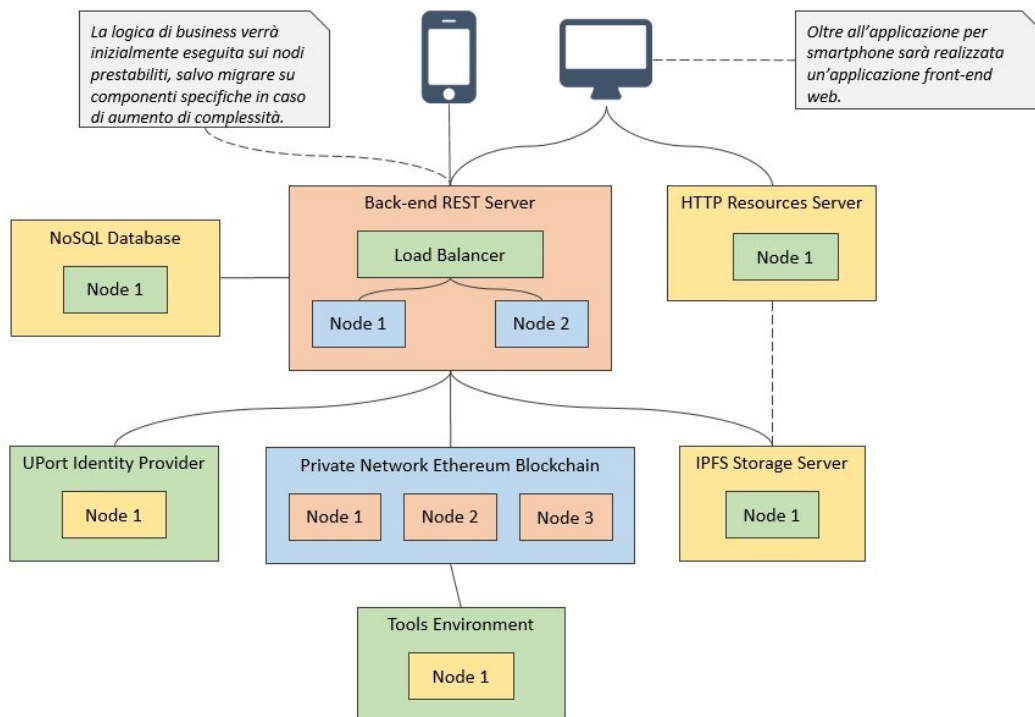 La logica di business verrà
inizialmente eseguita sui nodi
prestabiliti, salvo migrare su
componenti specifiche in caso
di aumento di complessità.
Oltre all'applicazione per
smartphone sarà realizzata
un'applicazione front-end
web.
Back-end REST Server
Load Balancer
Node 1
Node 2
HTTP Resources Server
Node 1
NoSQL Database
Node 1
UPort Identity Provider
Node 1
Private Network Ethereum Blockchain
Node 1
Node 2
Node 3
IPFS Storage Server
Node 1
Tools Environment
Node 1